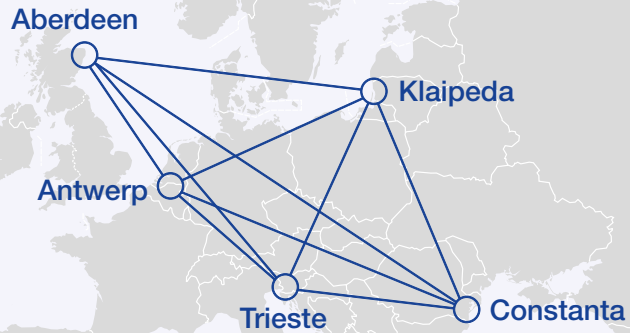 Aberdeen
Klaipeda
Antwerp
Trieste
Constanta